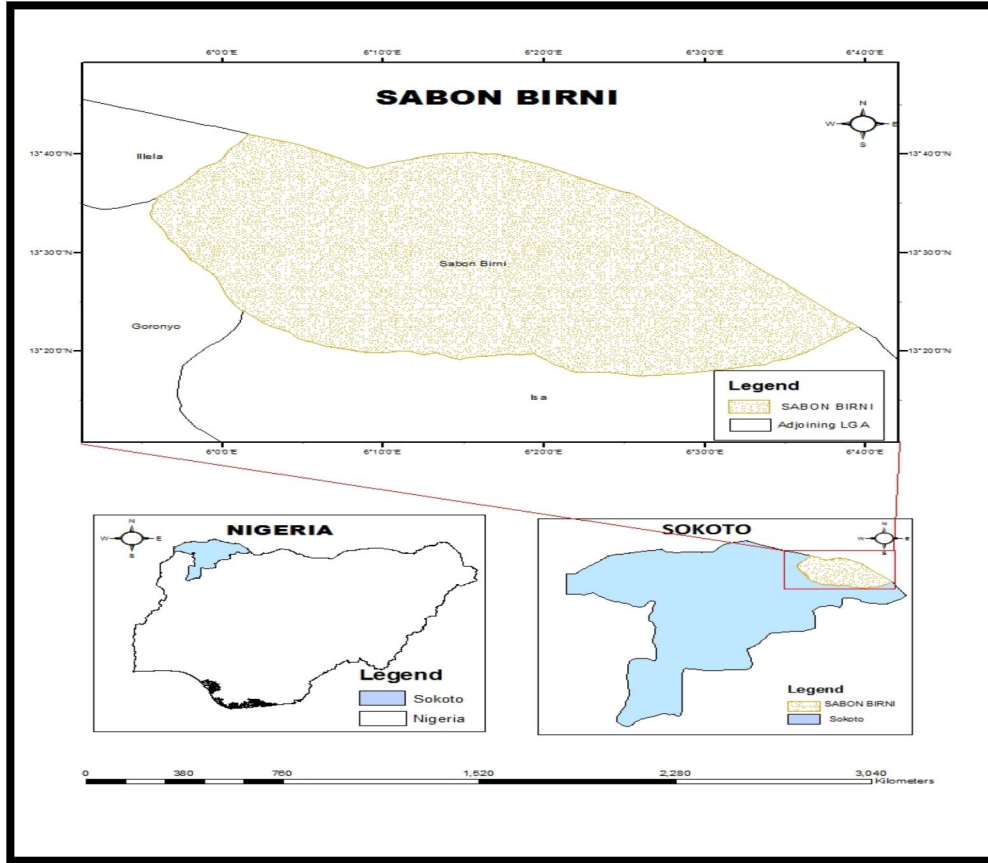 6°0'0"E 6°10'0"E 6°20'0"E 6°30'0"E 6°40'0"E
SABON BIRNI
N
W E
S
Illela
13°40'0"N 13°40'0"N
13°30'0"N 13°30'0"N
Sabon Birni
Goronyo
13°20'0"N 13°20'0"N
Isa
Legend
SABON BIRNI
Adjoining LGA
6°0'0"E 6°10'0"E 6°20'0"E 6°30'0"E 6°40'0"E
NIGERIA
N
W E
S
Legend
Sokoto
Nigeria
SOKOTO
N
W E
S
Legend
SABON BIRNI
Sokoto
0 380 760 1,520 2,280 3,040
Kilometers